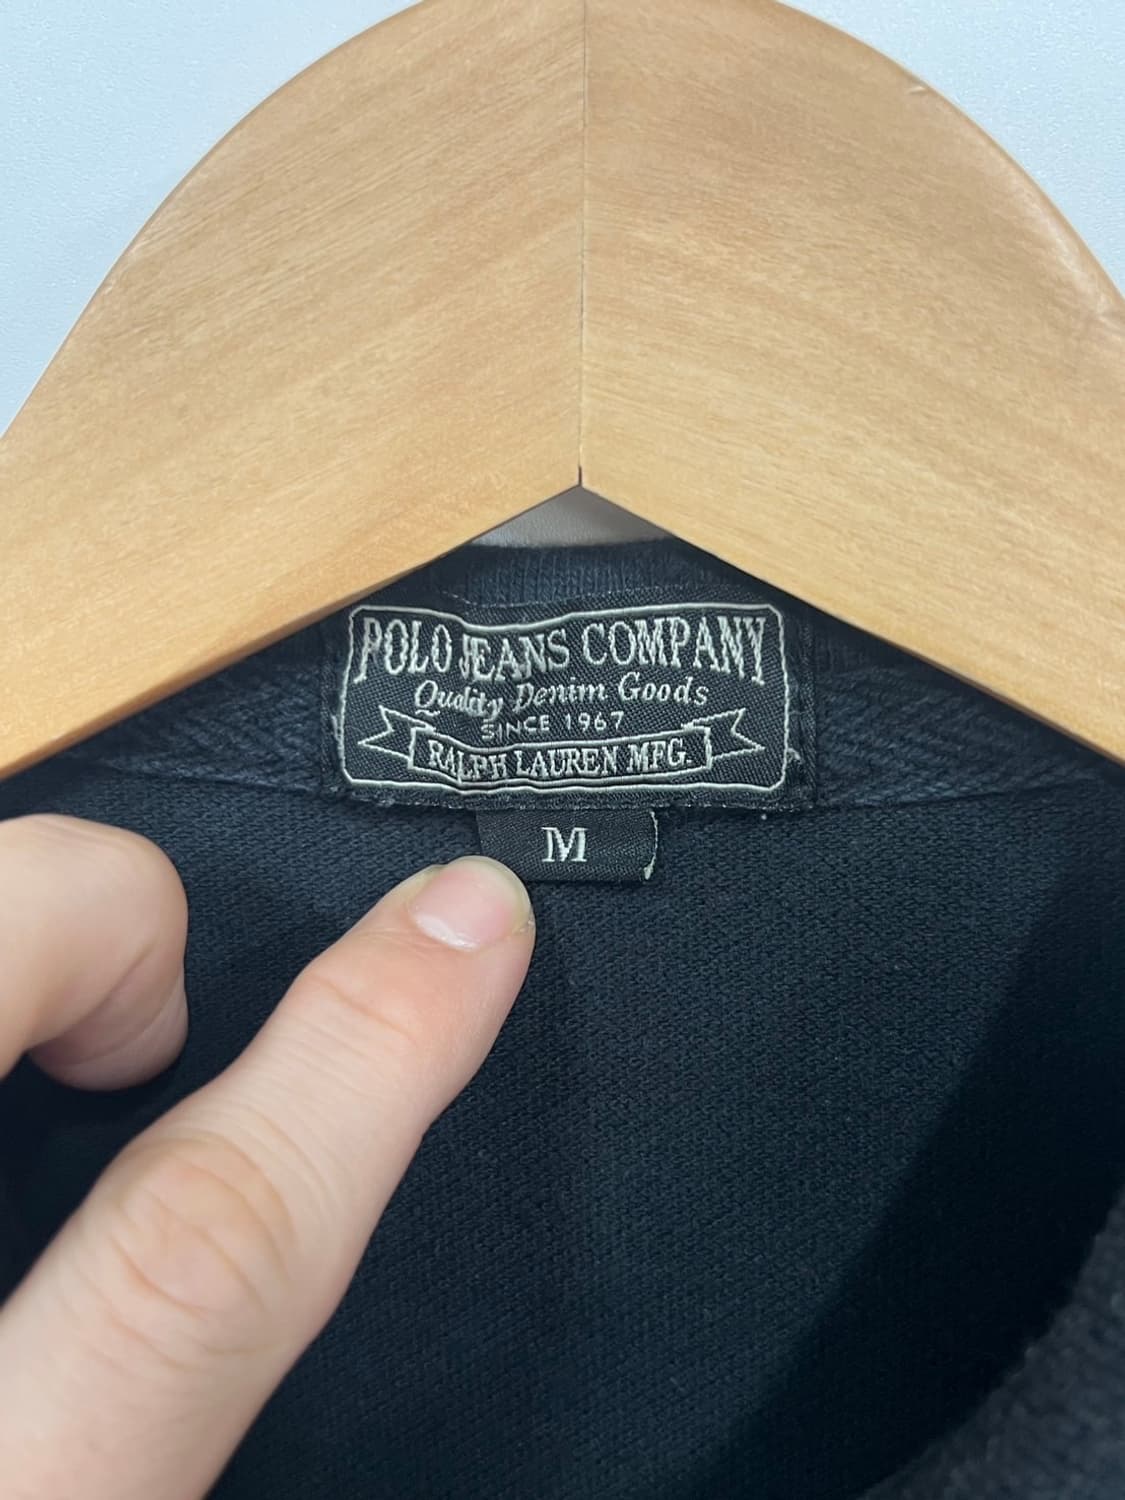 POLO JEANS COMPANY
Quality Denim Goods
SINCE 1967
RALPH LAUREN MFG.
M